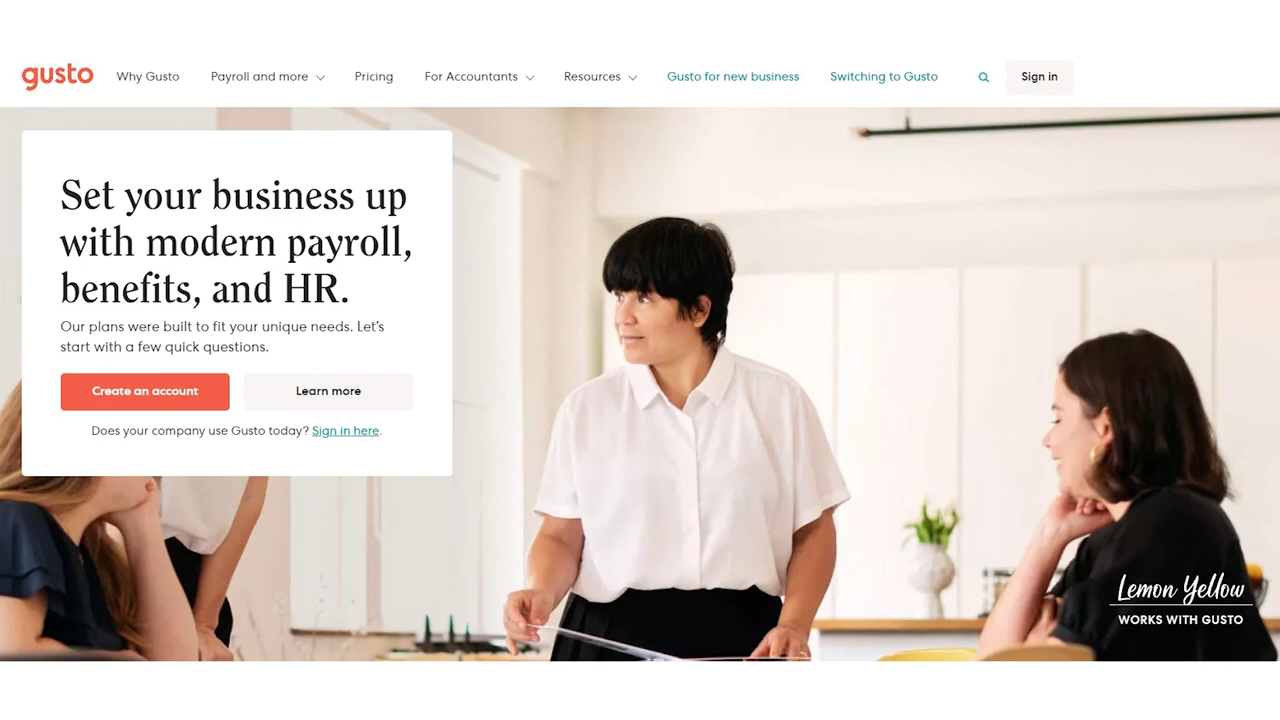 gusto
Why Gusto
Payroll and more
Pricing
For Accountants
Resources
Gusto for new business
Switching to Gusto
Sign in
Set your business up
with modern payroll,
benefits, and HR.
Our plans were built to fit your unique needs. Let's
start with a few quick questions.
Create an account
Learn more
Does your company use Gusto today? Sign in here.
Lemon Yellow
WORKS WITH GUSTO